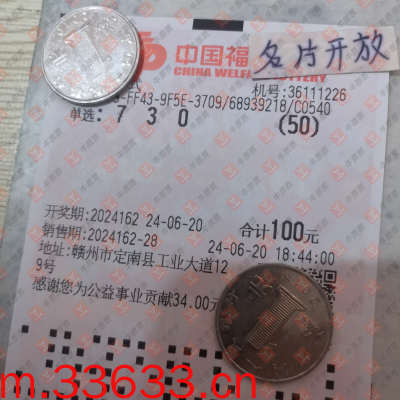 中国福
CHINA WELF
名片开放
TTERY
式
机号:36111226
-FF43-9F5E-3709/68939218/C0540
单选: 7 3 0 (50)
开奖期:2024162 24-06-20 合计100元
销售期:2024162-28 24-06-20 18:44:00
地址:赣州市定南县工业大道12
9号
感谢您为公益事业贡献34.00元
m.33633.cn